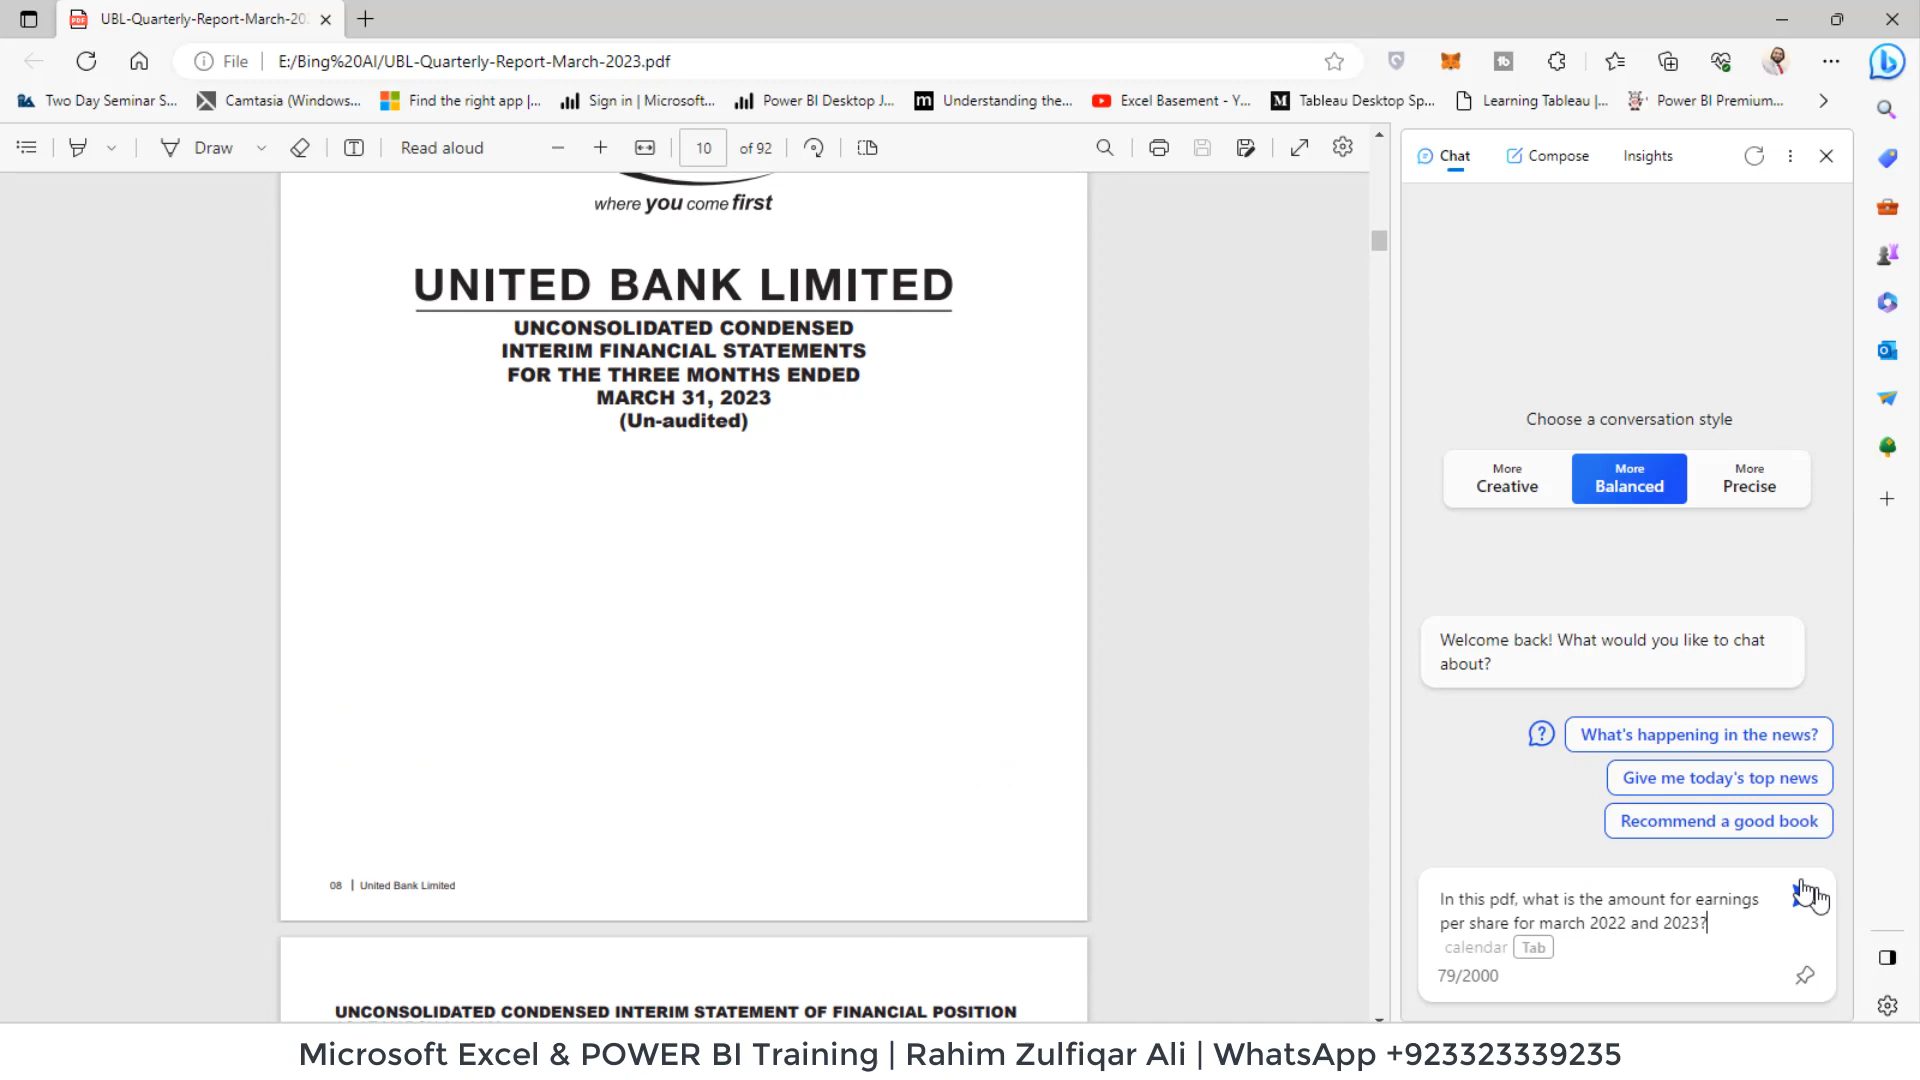 UBL-Quarterly-Report-March-20
File
E:/Bing%20AI/UBL-Quarterly-Report-March-2023.pdf
Two Day Seminar S...
Camtasia (Windows...
Find the right app |...
Sign in | Microsoft...
Power BI Desktop J...
Understanding the...
Excel Basement - Y...
Tableau Desktop Sp...
Learning Tableau |...
Power BI Premium...
Draw
Read aloud
10
of 92
Chat
Compose
Insights
where you come first
UNITED BANK LIMITED
UNCONSOLIDATED CONDENSED
INTERIM FINANCIAL STATEMENTS
FOR THE THREE MONTHS ENDED
MARCH 31, 2023
(Un-audited)
08 | United Bank Limited
UNCONSOLIDATED CONDENSED INTERIM STATEMENT OF FINANCIAL POSITION
Choose a conversation style
More
Creative
More
Balanced
More
Precise
Welcome back! What would you like to chat
about?
What's happening in the news?
Give me today's top news
Recommend a good book
In this pdf, what is the amount for earnings
per share for march 2022 and 2023?
calendar Tab
79/2000
Microsoft Excel & POWER BI Training | Rahim Zulfiqar Ali | WhatsApp +923323339235